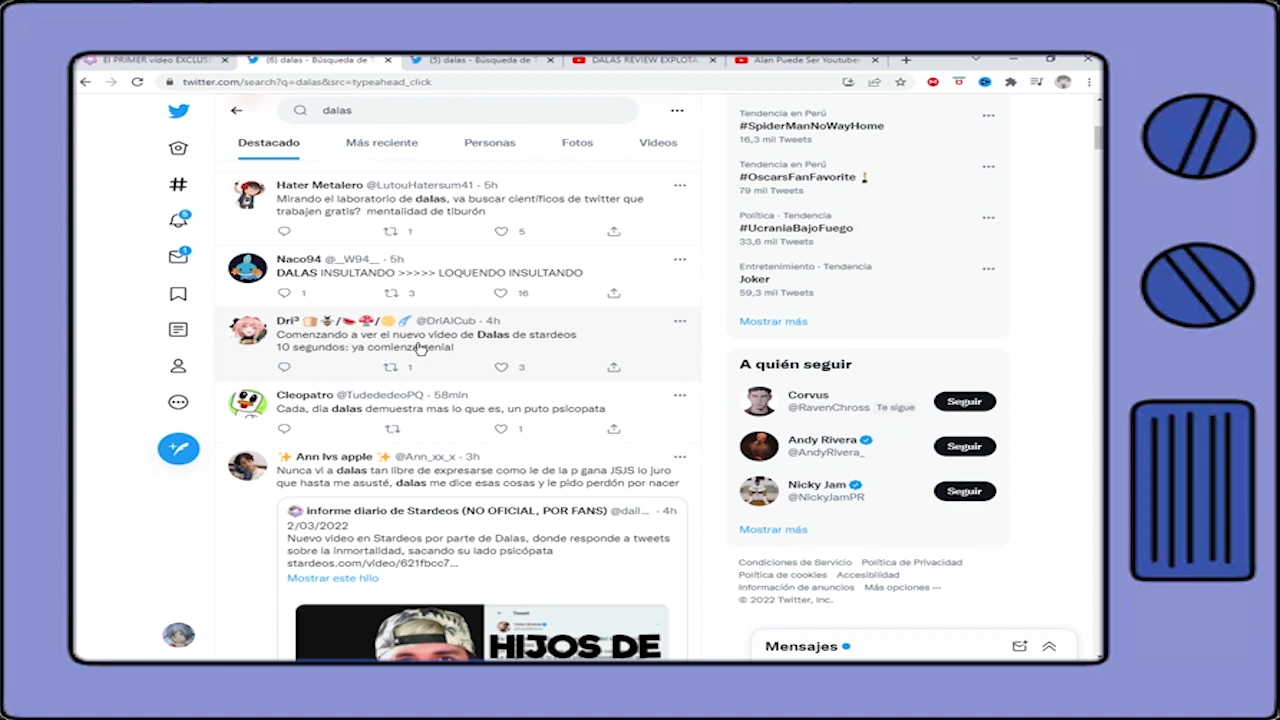 El PRIMER vídeo EXCLUS
(6) dalas - Búsqueda de T
(5) dalas - Búsqueda de T
DALAS REVIEW EXPLOTA
Alan Puede Ser Youtuber
twitter.com/search?q=dalas&src=typeahead_click
dalas
Destacado
Más reciente
Personas
Fotos
Videos
Hater Metalero @LutouHatersum41 · 5h
Mirando el laboratorio de dalas, va buscar científicos de twitter que
trabajen gratis? mentalidad de tiburón
1
5
Naco94 @__W94__ · 5h
DALAS INSULTANDO >>>>> LOQUENDO INSULTANDO
1
3
16
Dri³ @DriAlCub · 4h
Comenzando a ver el nuevo video de Dalas de stardeos
10 segundos: ya comienza genial
1
3
Cleopatro @TudededeoPQ · 58min
Cada, dia dalas demuestra mas lo que es, un puto psicopata
1
Ann lvs apple @Ann_xx_x · 3h
Nunca vi a dalas tan libre de expresarse como le de la p gana JSJS lo juro
que hasta me asusté, dalas me dice esas cosas y le pido perdón por nacer
informe diario de Stardeos (NO OFICIAL, POR FANS) @dail... · 4h
2/03/2022
Nuevo video en Stardeos por parte de Dalas, donde responde a tweets
sobre la inmortalidad, sacando su lado psicópata
stardeos.com/video/621fbcc7...
Mostrar este hilo
Tweet
HIJOS DE
Tendencia en Perú
#SpiderManNoWayHome
16,3 mil Tweets
Tendencia en Perú
#OscarsFanFavorite
79 mil Tweets
Política · Tendencia
#UcraniaBajoFuego
33,6 mil Tweets
Entretenimiento · Tendencia
Joker
59,3 mil Tweets
Mostrar más
A quién seguir
Corvus
@RavenChross Te sigue
Seguir
Andy Rivera
@AndyRivera_
Seguir
Nicky Jam
@NickyJamPR
Seguir
Mostrar más
Condiciones de Servicio Política de Privacidad
Política de cookies Accesibilidad
Información de anuncios Más opciones ···
© 2022 Twitter, Inc.
Mensajes